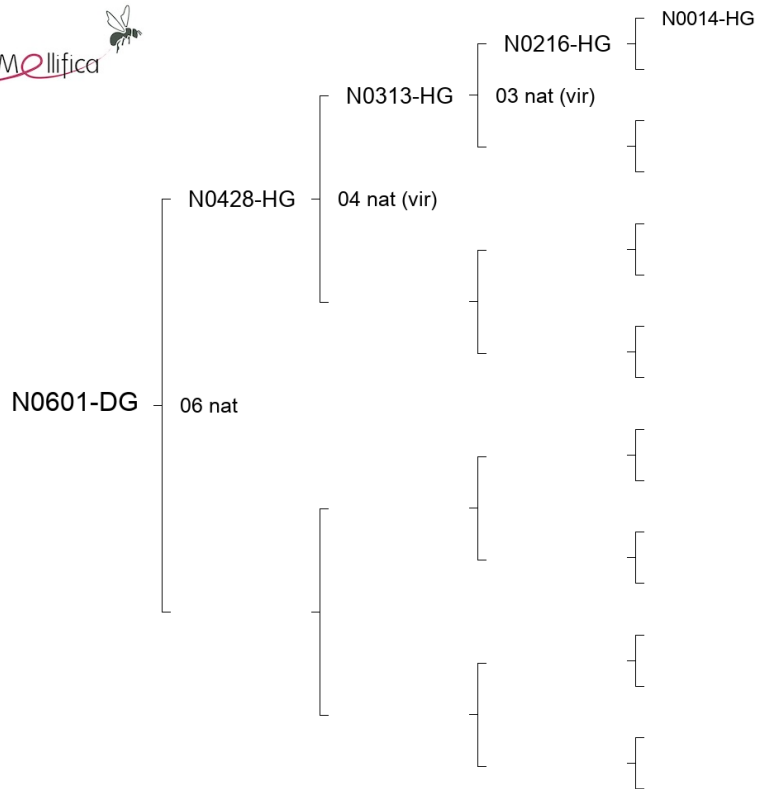 Mellifica
N0014-HG
N0216-HG
N0313-HG 03 nat (vir)
N0428-HG 04 nat (vir)
N0601-DG 06 nat